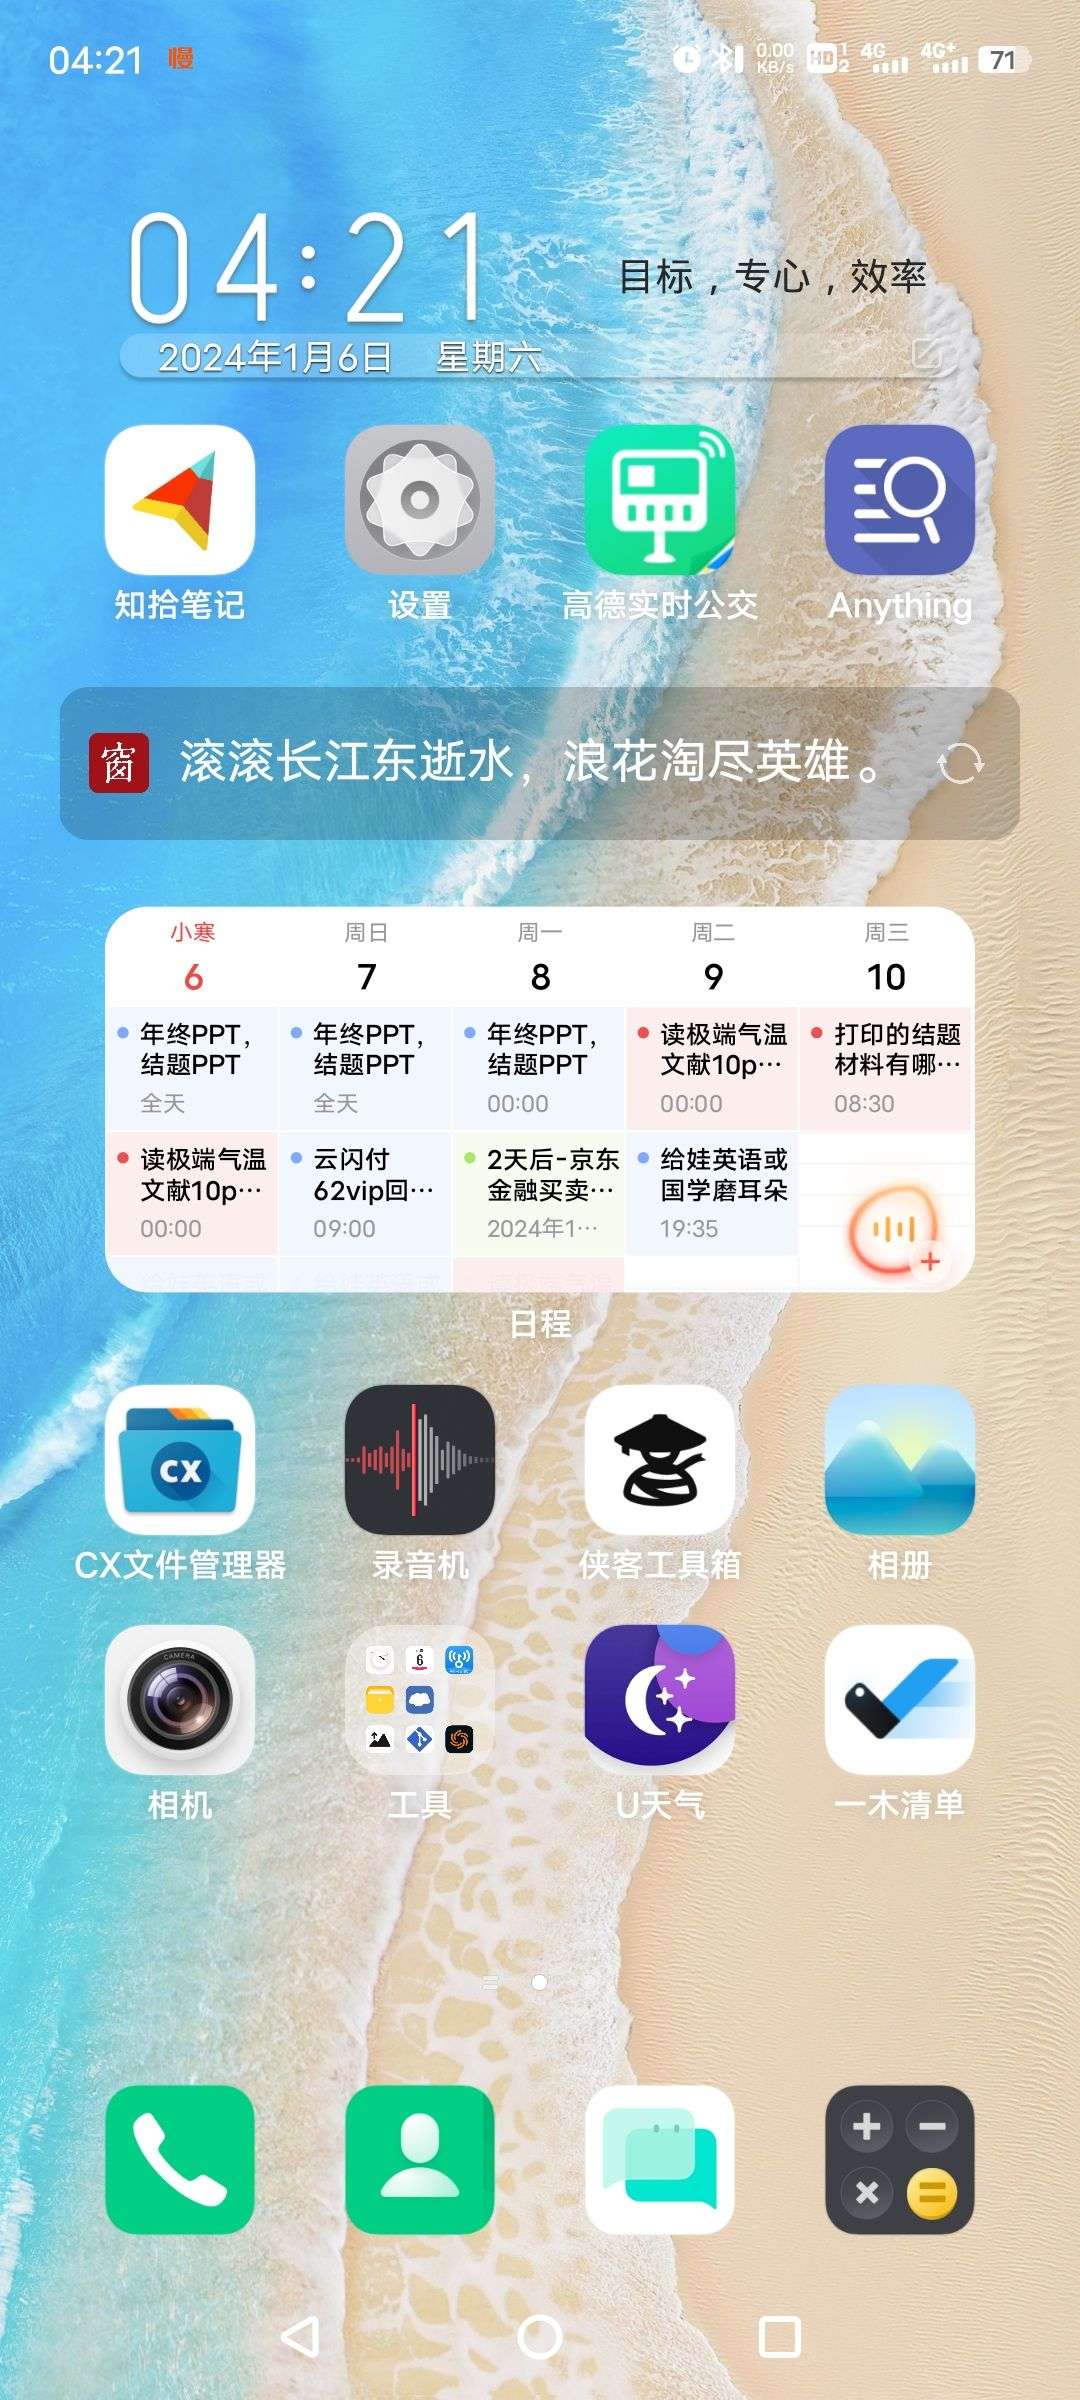 04:21 慢 0.00 KB/s HD 1 2 4G 4G+ 71
04:21
目标，专心，效率
2024年1月6日 星期六
知拾笔记 设置 高德实时公交 Anything
窗 滚滚长江东逝水，浪花淘尽英雄。
小寒 周日 周一 周二 周三
6 7 8 9 10
年终PPT， 年终PPT， 年终PPT， 读极端气温 打印的结题
结题PPT 结题PPT 结题PPT 文献10p… 材料有哪…
全天 全天 00:00 00:00 08:30
读极端气温 云闪付 2天后-京东 给娃英语或
文献10p… 62vip回… 金融买卖… 国学磨耳朵
00:00 09:00 2024年1… 19:35
日程
CX
CX文件管理器 录音机 侠客工具箱 相册
CAMERA 6
相机 工具 U天气 一木清单